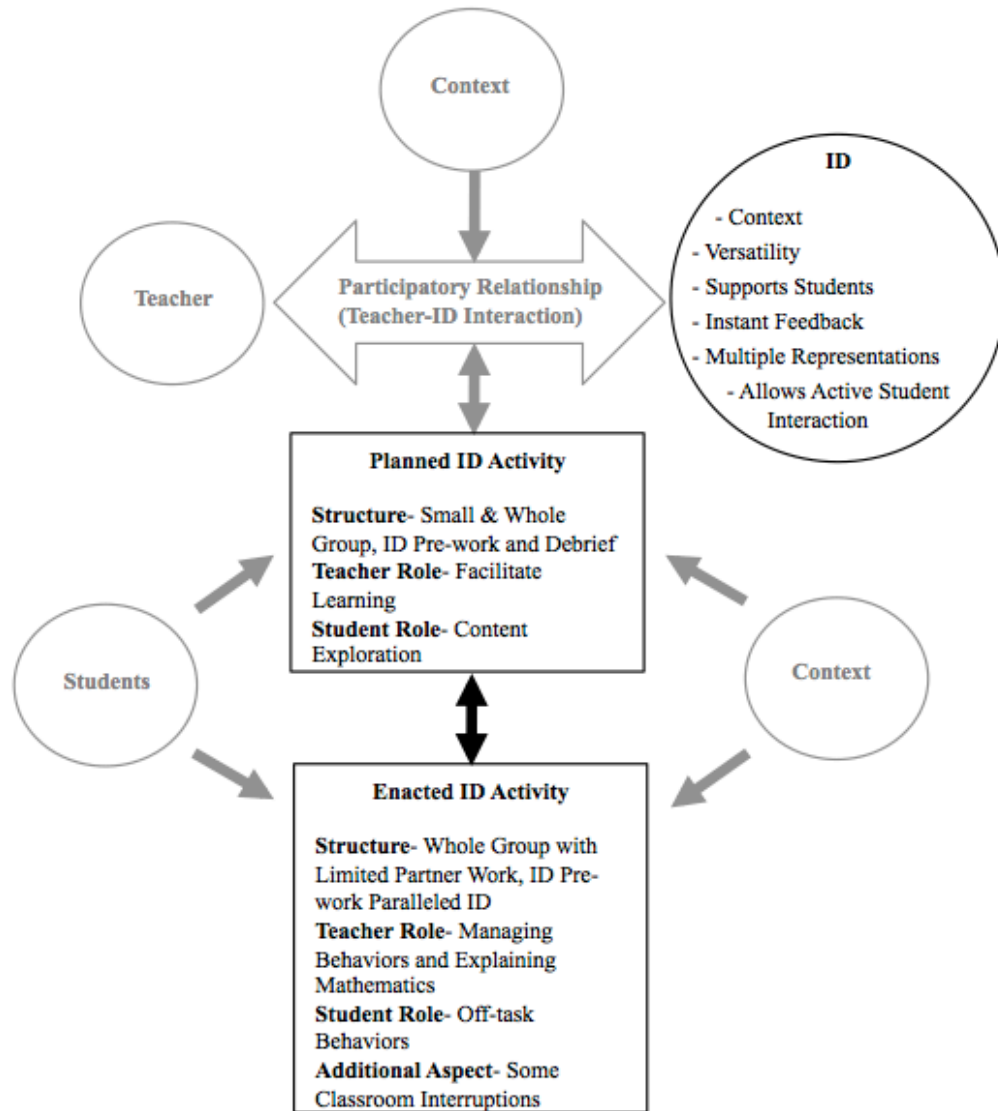 Context
Teacher
Participatory Relationship
(Teacher-ID Interaction)
ID
- Context
- Versatility
- Supports Students
- Instant Feedback
- Multiple Representations
- Allows Active Student
Interaction
Planned ID Activity
Structure- Small & Whole
Group, ID Pre-work and Debrief
Teacher Role- Facilitate
Learning
Student Role- Content
Exploration
Students
Context
Enacted ID Activity
Structure- Whole Group with
Limited Partner Work, ID Pre-
work Paralleled ID
Teacher Role- Managing
Behaviors and Explaining
Mathematics
Student Role- Off-task
Behaviors
Additional Aspect- Some
Classroom Interruptions